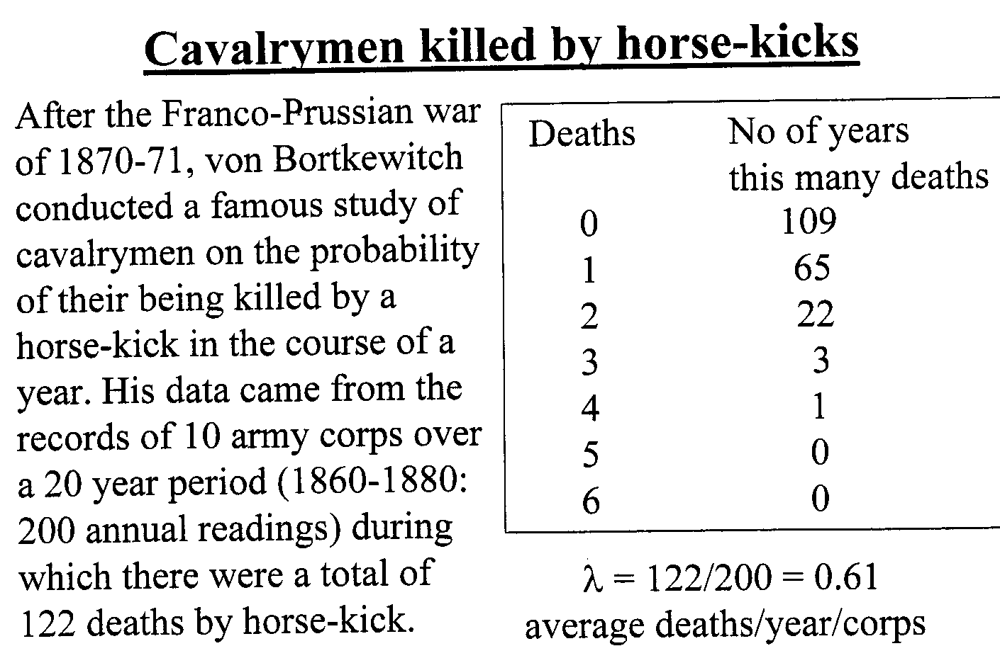 Cavalrymen killed by horse-kicks
After the Franco-Prussian war
of 1870-71, von Bortkewitch
conducted a famous study of
cavalrymen on the probability
of their being killed by a
horse-kick in the course of a
year. His data came from the
records of 10 army corps over
a 20 year period (1860-1880:
200 annual readings) during
which there were a total of
122 deaths by horse-kick.
Deaths No of years
this many deaths
0 109
1 65
2 22
3 3
4 1
5 0
6 0
λ = 122/200 = 0.61
average deaths/year/corps